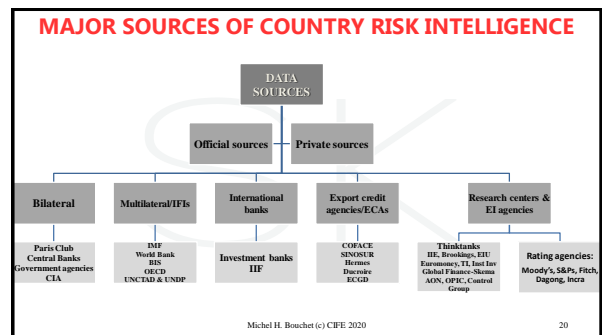 MAJOR SOURCES OF COUNTRY RISK INTELLIGENCE
DATA
SOURCES
Official sources
Private sources
Bilateral
Multilateral/IFIs
International
banks
Export credit
agencies/ECAs
Research centers &
EI agencies
Paris Club
Central Banks
Government agencies
CIA
IMF
World Bank
BIS
OECD
UNCTAD & UNDP
Investment banks
IIF
COFACE
SINOSUR
Hermes
Ducroire
ECGD
Thinktanks
IIE, Brookings, EIU
Euromoney, TI, Inst Inv
Global Finance-Skema
AON, OPIC, Control
Group
Rating agencies:
Moody's, S&Ps, Fitch,
Dagong, Incra
Michel H. Bouchet (c) CIFE 2020
20
SK